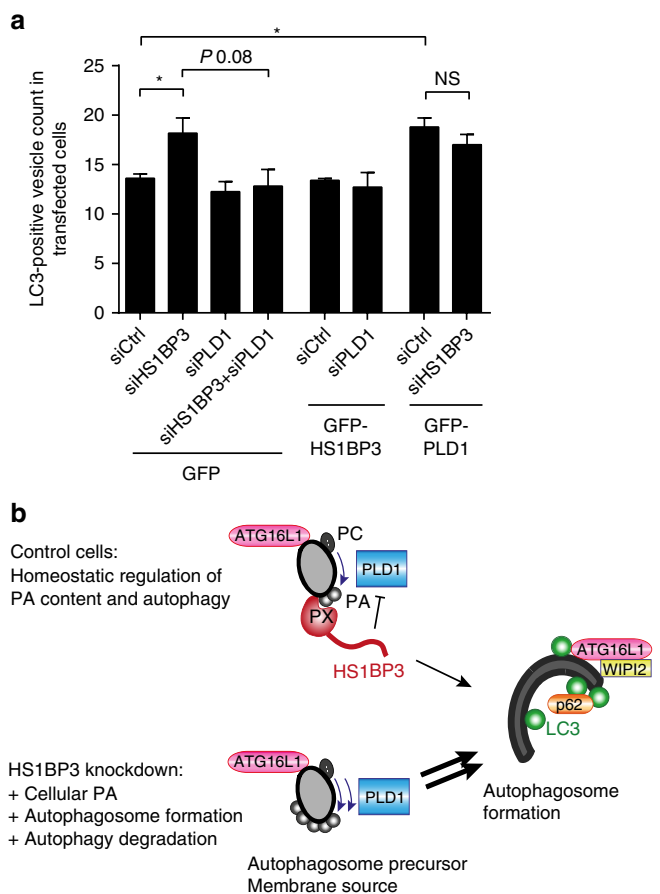 a
*
P 0.08
*
NS
LC3-positive vesicle count in
transfected cells
25
20
15
10
5
0
siCtrl
siHS1BP3
siPLD1
siHS1BP3+siPLD1
siCtrl
siPLD1
siCtrl
siHS1BP3
GFP
GFP-
HS1BP3
GFP-
PLD1
b
Control cells:
Homeostatic regulation of
PA content and autophagy
ATG16L1
PC
PLD1
PA
PX
HS1BP3
ATG16L1
WIPI2
p62
LC3
Autophagosome
formation
HS1BP3 knockdown:
+ Cellular PA
+ Autophagosome formation
+ Autophagy degradation
ATG16L1
PLD1
Autophagosome precursor
Membrane source